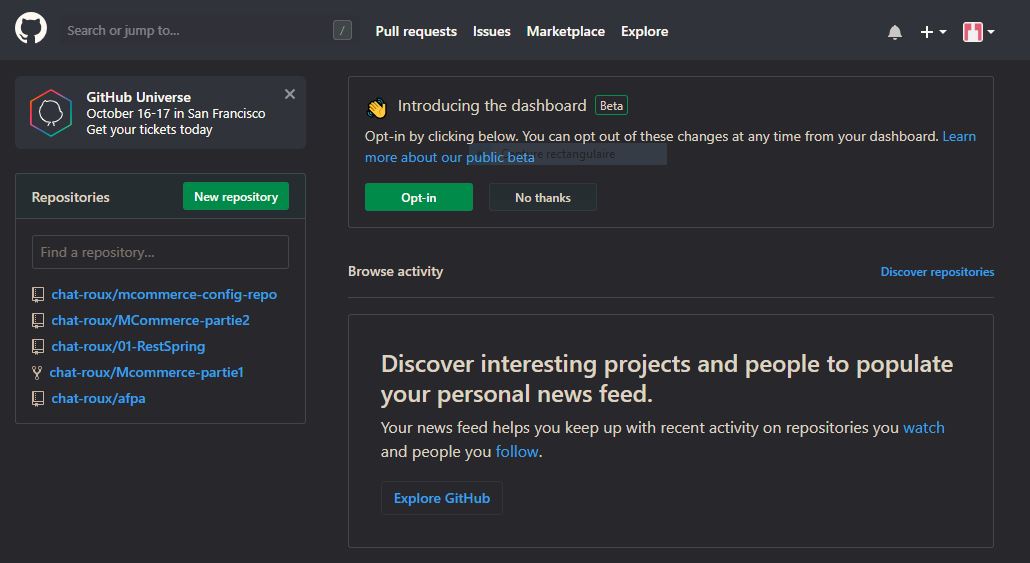 Search or jump to...
/
Pull requests
Issues
Marketplace
Explore
GitHub Universe
October 16-17 in San Francisco
Get your tickets today
Repositories
New repository
Find a repository...
chat-roux/mcommerce-config-repo
chat-roux/MCommerce-partie2
chat-roux/01-RestSpring
chat-roux/Mcommerce-partie1
chat-roux/afpa
Introducing the dashboard Beta
Opt-in by clicking below. You can opt out of these changes at any time from your dashboard. Learn
more about our public beta
rectangulaire
Opt-in
No thanks
Browse activity
Discover repositories
Discover interesting projects and people to populate
your personal news feed.
Your news feed helps you keep up with recent activity on repositories you watch
and people you follow.
Explore GitHub